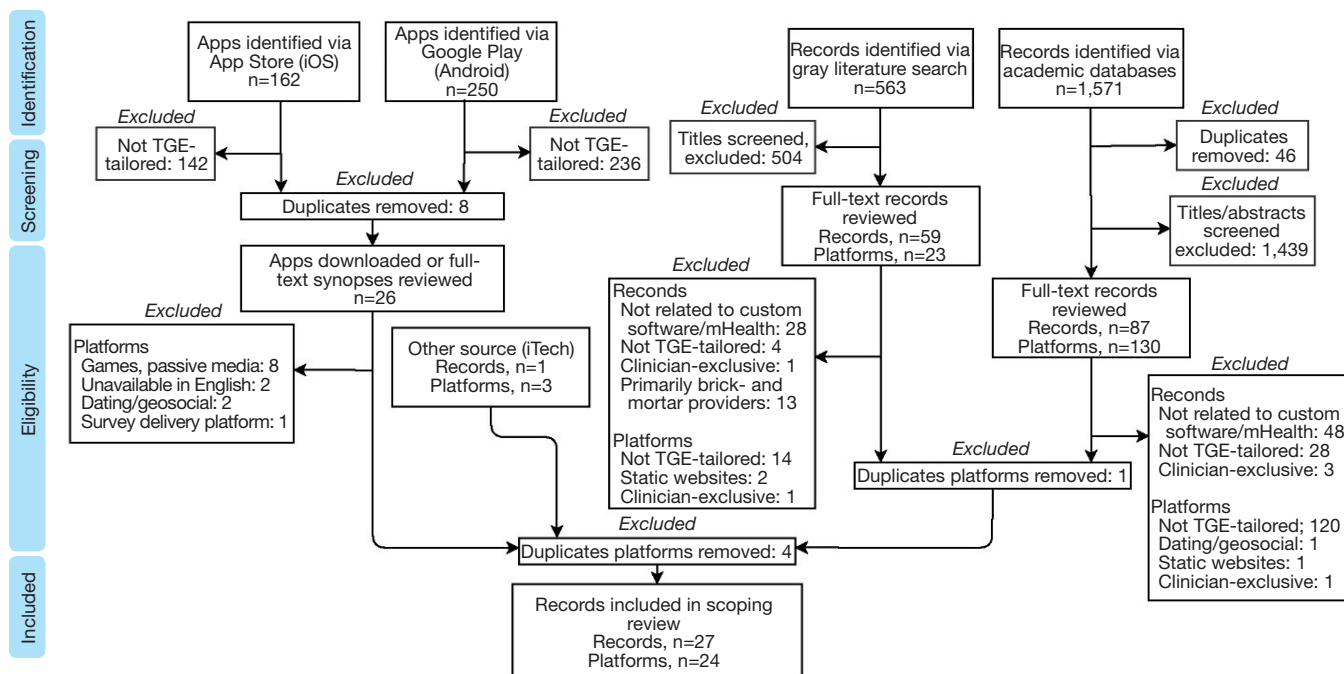 Identification
Screening
Eligibility
Included
Apps identified via
App Store (iOS)
n=162
Apps identified via
Google Play
(Android)
n=250
Records identified via
gray literature search
n=563
Records identified via
academic databases
n=1,571
Excluded
Not TGE-
tailored: 142
Excluded
Not TGE-
tailored: 236
Excluded
Titles screened,
excluded: 504
Excluded
Duplicates
removed: 46
Excluded
Duplicates removed: 8
Excluded
Titles/abstracts
screened
excluded: 1,439
Full-text records
reviewed
Records, n=59
Platforms, n=23
Apps downloaded or full-
text synopses reviewed
n=26
Full-text records
reviewed
Records, n=87
Platforms, n=130
Excluded
Platforms
Games, passive media: 8
Unavailable in English: 2
Dating/geosocial: 2
Survey delivery platform: 1
Other source (iTech)
Records, n=1
Platforms, n=3
Excluded
Reconds
Not related to custom
software/mHealth: 28
Not TGE-tailored: 4
Clinician-exclusive: 1
Primarily brick- and
mortar providers: 13
Platforms
Not TGE-tailored: 14
Static websites: 2
Clinician-exclusive: 1
Excluded
Records
Not related to custom
software/mHealth: 48
Not TGE-tailored: 28
Clinician-exclusive: 3
Platforms
Not TGE-tailored; 120
Dating/geosocial: 1
Static websites: 1
Clinician-exclusive: 1
Excluded
Duplicates platforms removed: 1
Excluded
Duplicates platforms removed: 4
Records included in scoping
review
Records, n=27
Platforms, n=24